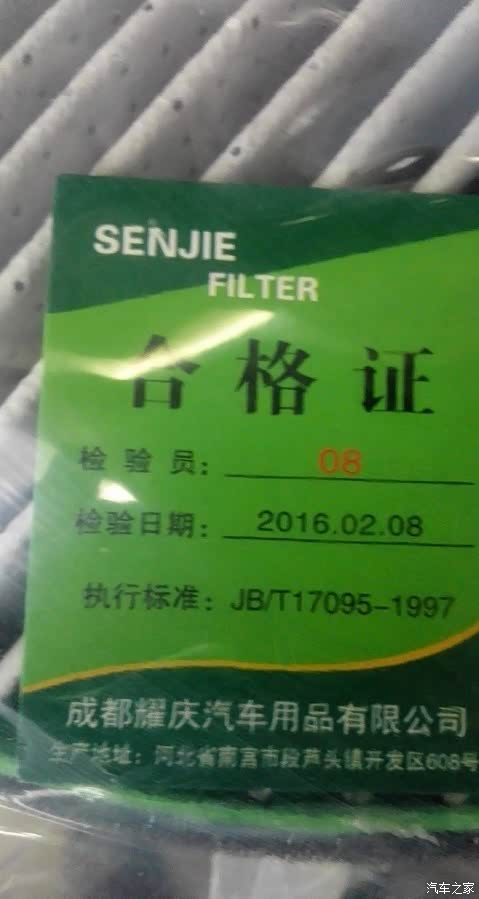 SENJIE
FILTER
合格证
检验员： 08
检验日期： 2016.02.08
执行标准： JB/T17095-1997
成都耀庆汽车用品有限公司
生产地址：河北省南宫市段芦头镇开发区608号
汽车之家